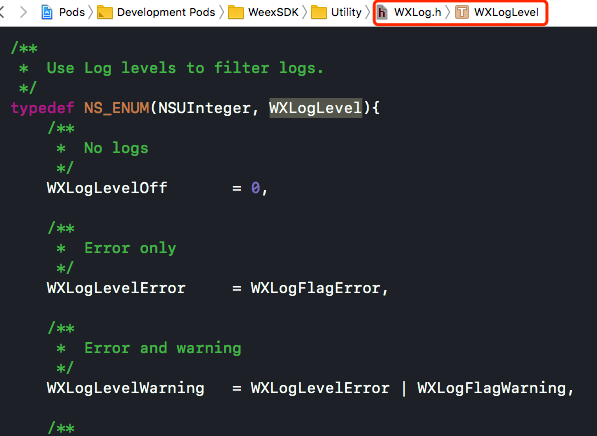 Pods Development Pods WeexSDK Utility WXLog.h WXLogLevel
/**
 *  Use Log levels to filter logs.
 */
typedef NS_ENUM(NSUInteger, WXLogLevel){
    /**
     *  No logs
     */
    WXLogLevelOff       = 0,
    /**
     *  Error only
     */
    WXLogLevelError     = WXLogFlagError,
    /**
     *  Error and warning
     */
    WXLogLevelWarning   = WXLogLevelError | WXLogFlagWarning,
    /**